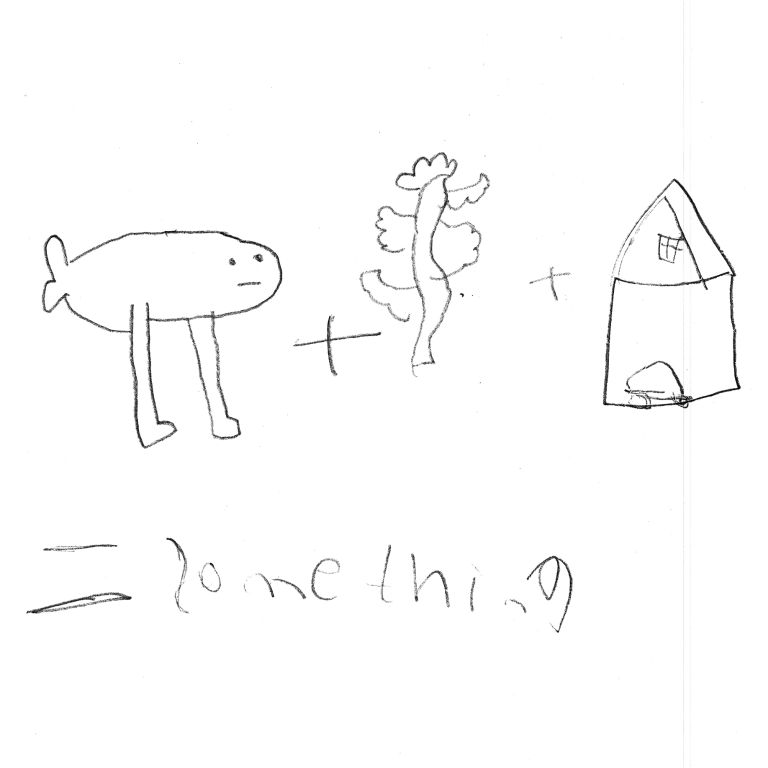 + +
= something